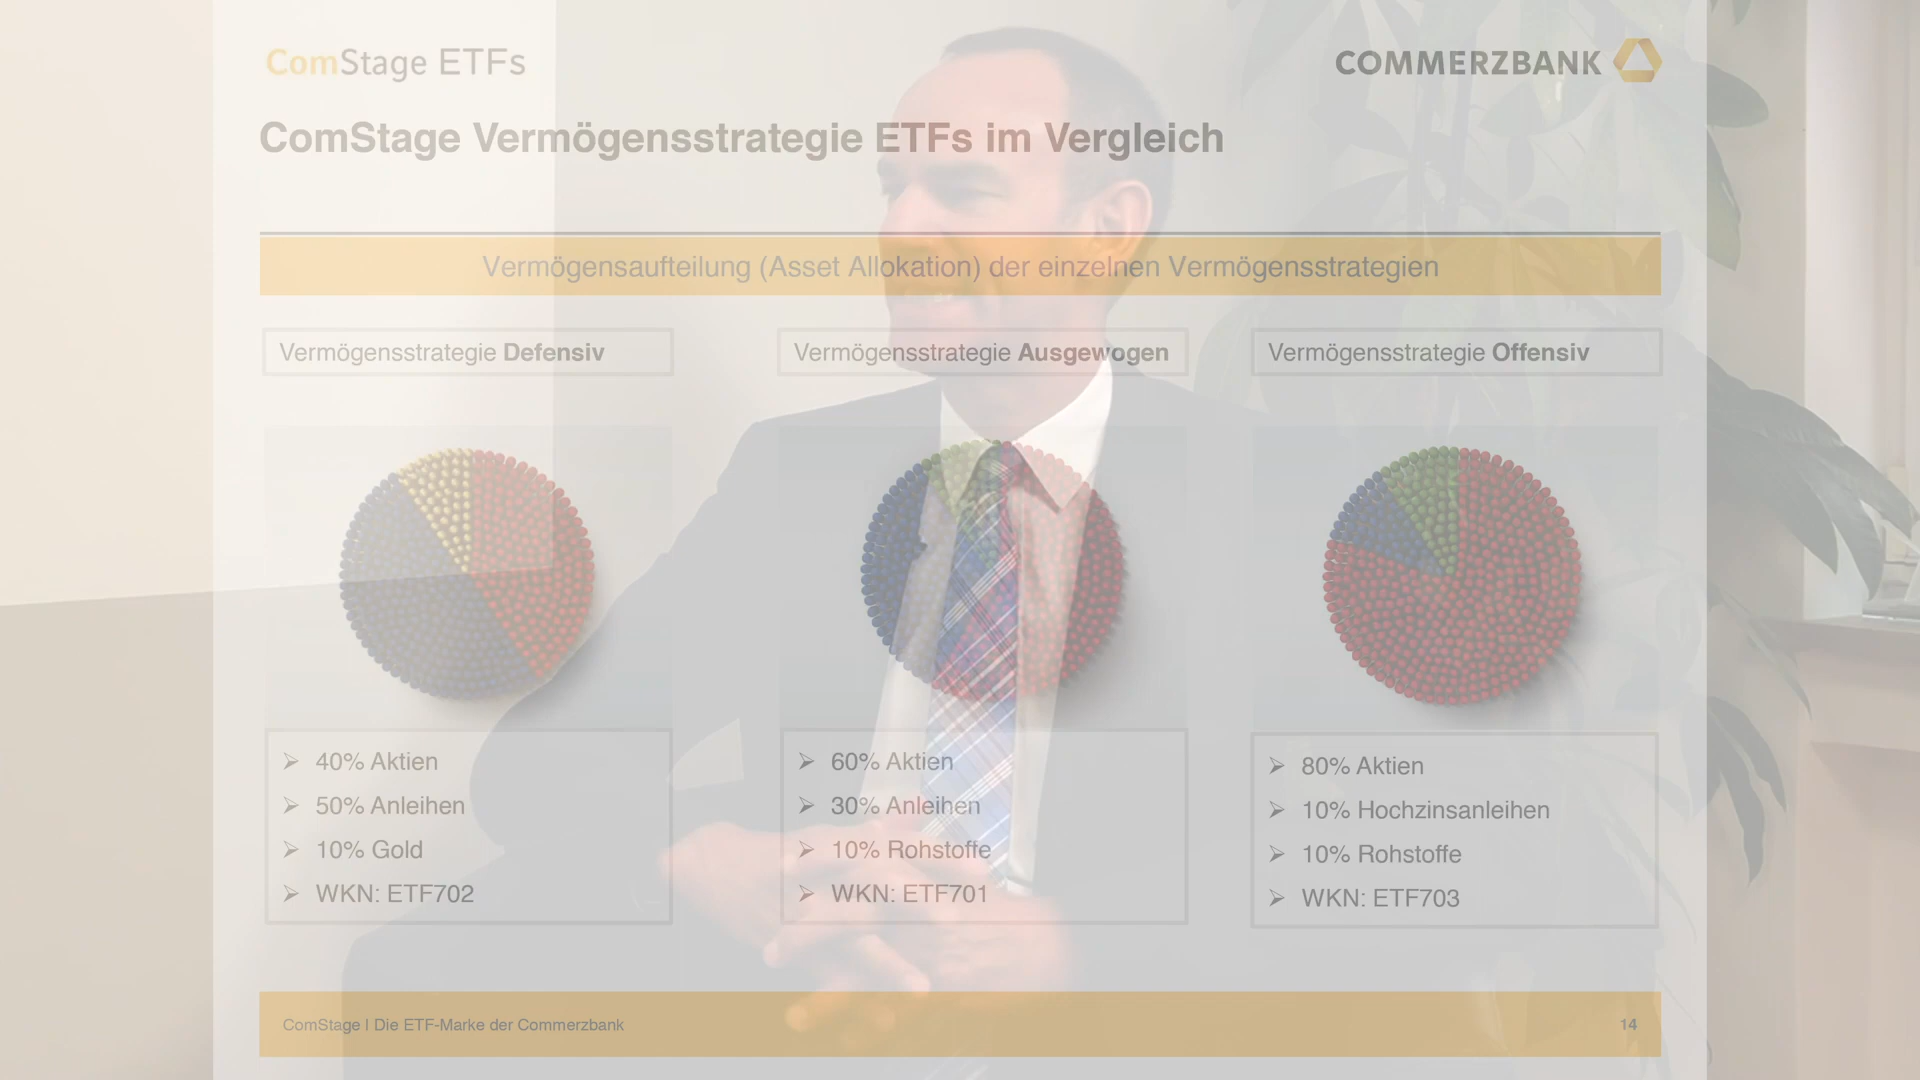 ComStage ETFs
COMMERZBANK
ComStage Vermögensstrategie ETFs im Vergleich
Vermögensaufteilung (Asset Allokation) der einzelnen Vermögensstrategien
Vermögensstrategie Defensiv
Vermögensstrategie Ausgewogen
Vermögensstrategie Offensiv
➢ 40% Aktien
➢ 50% Anleihen
➢ 10% Gold
➢ WKN: ETF702
➢ 60% Aktien
➢ 30% Anleihen
➢ 10% Rohstoffe
➢ WKN: ETF701
➢ 80% Aktien
➢ 10% Hochzinsanleihen
➢ 10% Rohstoffe
➢ WKN: ETF703
ComStage I Die ETF-Marke der Commerzbank
14